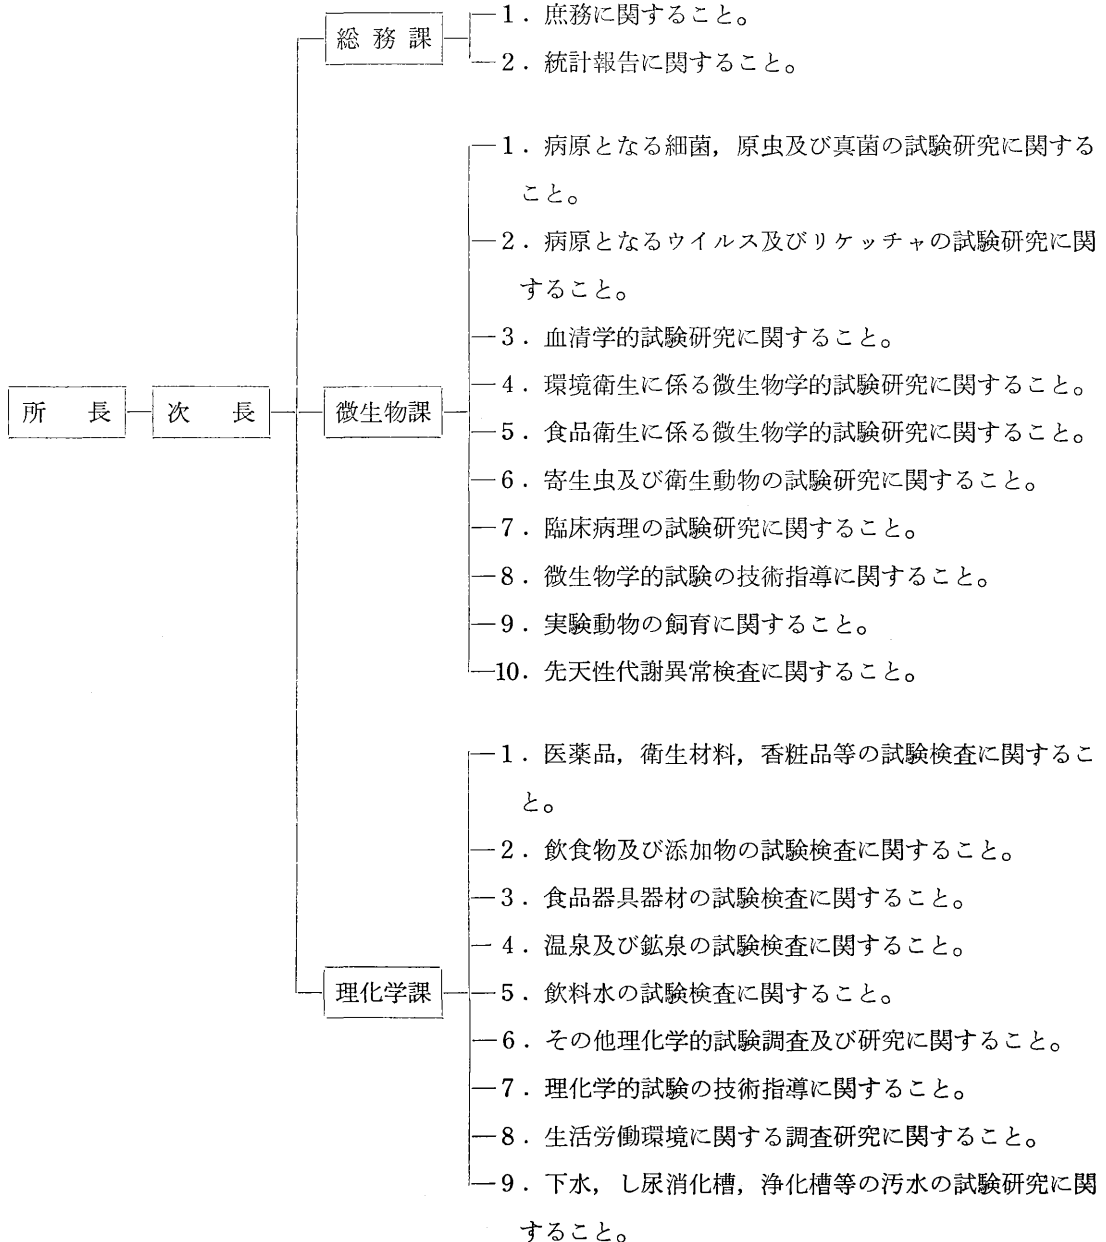 所　長
次　長
総務課
1．庶務に関すること。
2．統計報告に関すること。
微生物課
1．病原となる細菌，原虫及び真菌の試験研究に関する
こと。
2．病原となるウイルス及びリケッチャの試験研究に関
すること。
3．血清学的試験研究に関すること。
4．環境衛生に係る微生物学的試験研究に関すること。
5．食品衛生に係る微生物学的試験研究に関すること。
6．寄生虫及び衛生動物の試験研究に関すること。
7．臨床病理の試験研究に関すること。
8．微生物学的試験の技術指導に関すること。
9．実験動物の飼育に関すること。
10．先天性代謝異常検査に関すること。
理化学課
1．医薬品，衛生材料，香粧品等の試験検査に関するこ
と。
2．飲食物及び添加物の試験検査に関すること。
3．食品器具器材の試験検査に関すること。
4．温泉及び鉱泉の試験検査に関すること。
5．飲料水の試験検査に関すること。
6．その他理化学的試験調査及び研究に関すること。
7．理化学的試験の技術指導に関すること。
8．生活労働環境に関する調査研究に関すること。
9．下水，し尿消化槽，浄化槽等の汚水の試験研究に関
すること。